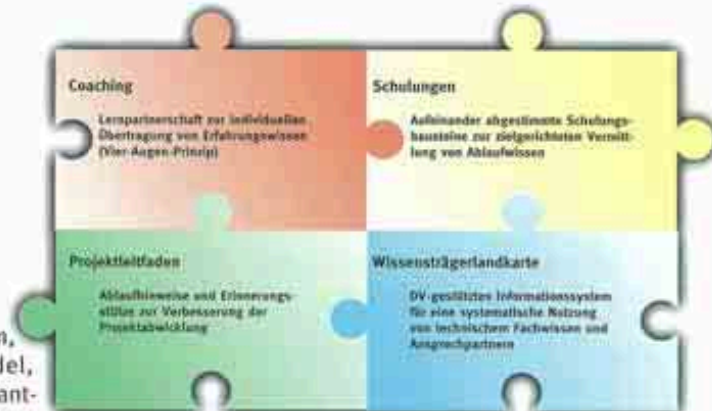 Coaching
Lernpartnerschaft zur individuellen
Übertragung von Erfahrungswissen
(Vier-Augen-Prinzip)
Schulungen
Aufeinander abgestimmte Schulungs-
bausteine zur zielgerichteten Vermitt-
lung von Ablaufwissen
Projektleitfaden
Ablaufhinweise und Erinnerungs-
stütze zur Verbesserung der
Projektabwicklung
Wissensträgerlandkarte
DV-gestütztes Informationssystem
für eine systematische Nutzung
von technischem Fachwissen und
Ansprechpartnern